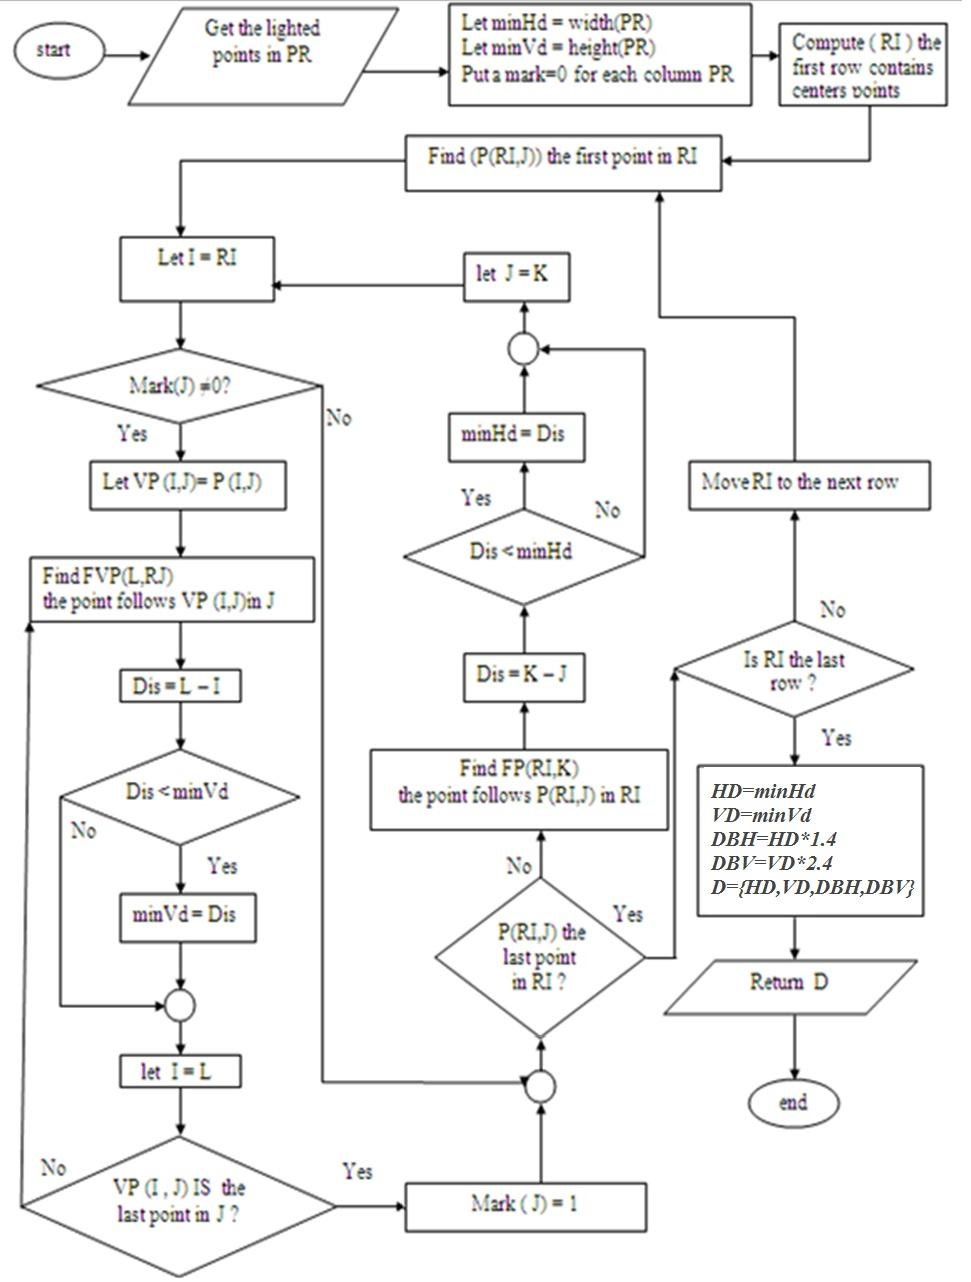 start
Get the lighted
points in PR
Let minHd = width(PR)
Let minVd = height(PR)
Put a mark=0 for each column PR
Compute ( RI ) the
first row contains
centers points
Find (P(RI,J)) the first point in RI
Let I = RI
let J = K
Mark(J) ≠0?
No
Yes
minHd = Dis
Let VP (I,J)= P (I,J)
Move RI to the next row
Yes
No
Dis < minHd
Find FVP(L,RJ)
the point follows VP (I,J)in J
No
Is RI the last
row ?
Dis = L – I
Dis = K – J
Yes
Find FP(RI,K)
the point follows P(RI,J) in RI
Dis < minVd
No
Yes
HD=minHd
VD=minVd
DBH=HD*1.4
DBV=VD*2.4
D={HD,VD,DBH,DBV}
No
Yes
minVd = Dis
P(RI,J) the
last point
in RI ?
Return D
let I = L
end
No
Yes
VP (I , J) IS the
last point in J ?
Mark ( J) = 1